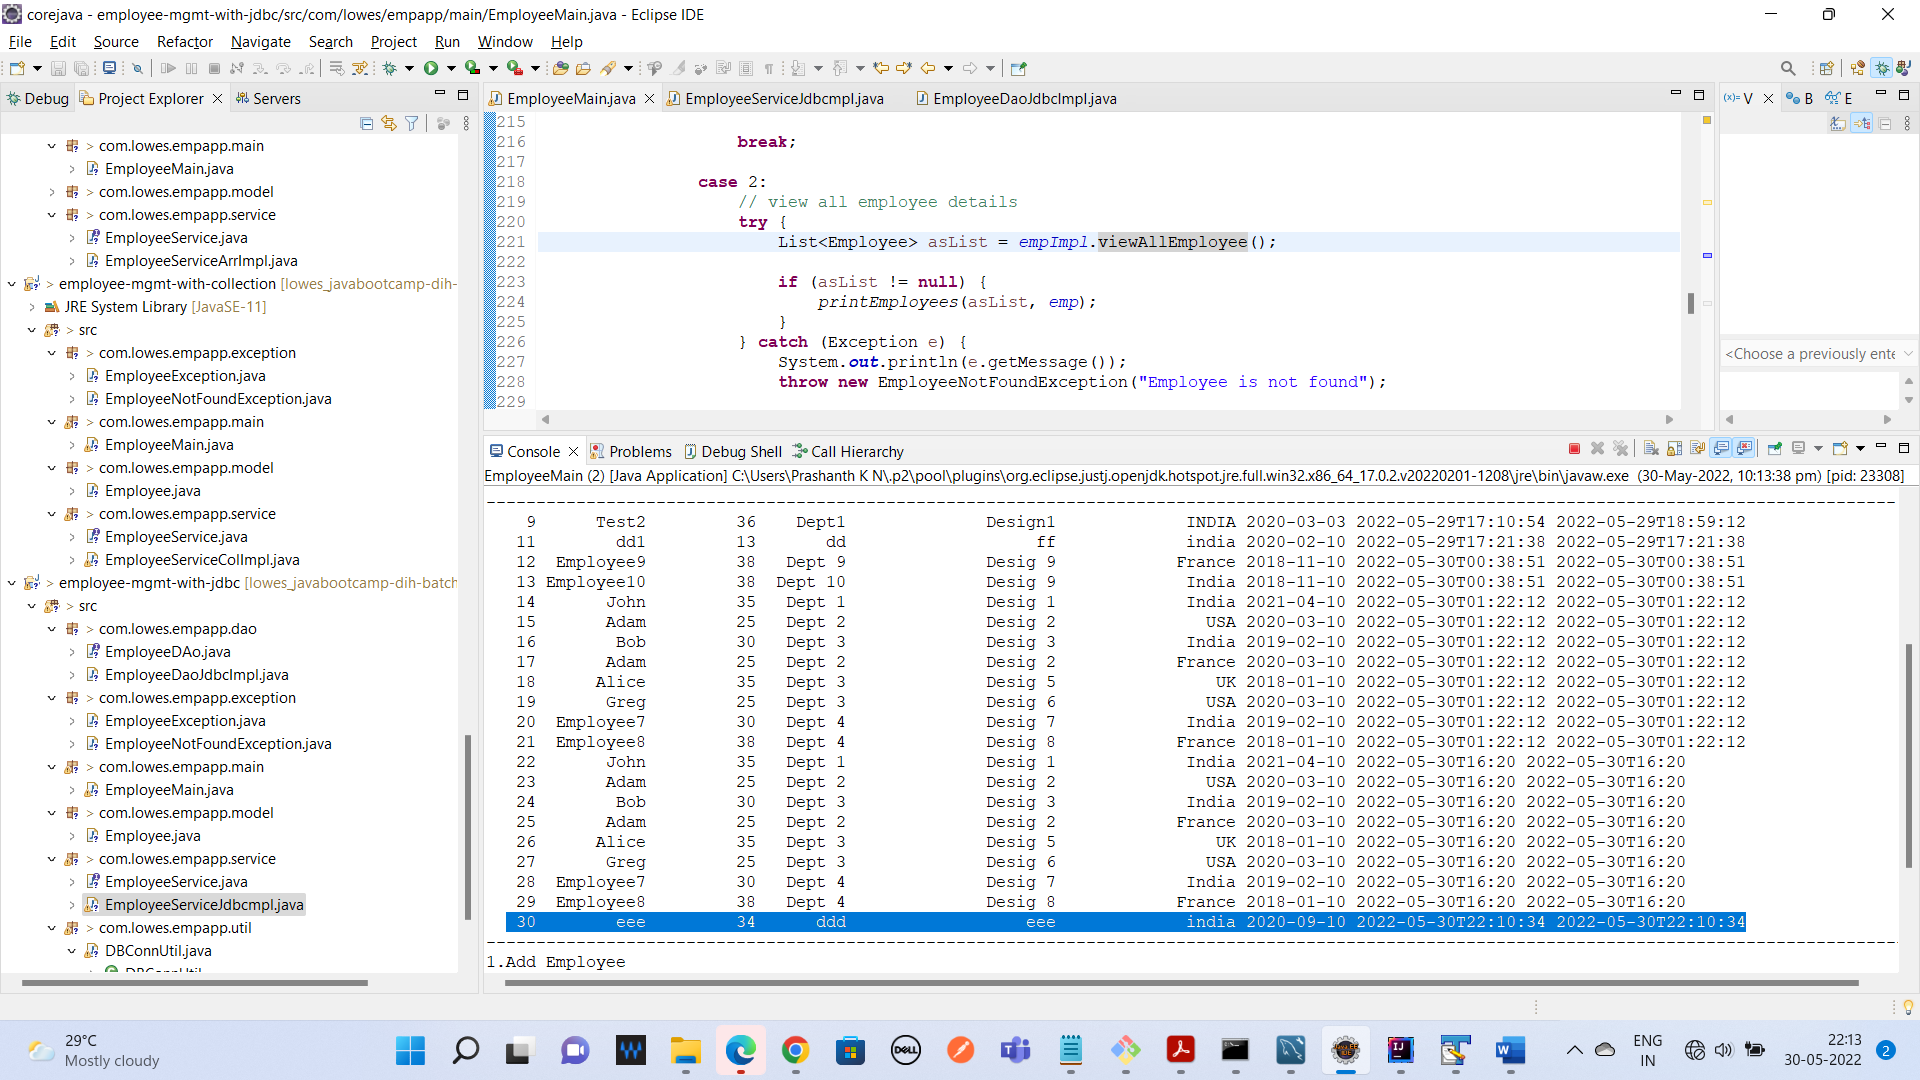 corejava - employee-mgmt-with-jdbc/src/com/lowes/empapp/main/EmployeeMain.java - Eclipse IDE
File Edit Source Refactor Navigate Search Project Run Window Help
Debug Project Explorer Servers
> com.lowes.empapp.main
EmployeeMain.java
> com.lowes.empapp.model
> com.lowes.empapp.service
EmployeeService.java
EmployeeServiceArrImpl.java
> employee-mgmt-with-collection [lowes_javabootcamp-dih-
JRE System Library [JavaSE-11]
> src
> com.lowes.empapp.exception
EmployeeException.java
EmployeeNotFoundException.java
> com.lowes.empapp.main
EmployeeMain.java
> com.lowes.empapp.model
Employee.java
> com.lowes.empapp.service
EmployeeService.java
EmployeeServiceColImpl.java
> employee-mgmt-with-jdbc [lowes_javabootcamp-dih-batch
> src
> com.lowes.empapp.dao
EmployeeDAo.java
EmployeeDaoJdbcImpl.java
> com.lowes.empapp.exception
EmployeeException.java
EmployeeNotFoundException.java
> com.lowes.empapp.main
EmployeeMain.java
> com.lowes.empapp.model
Employee.java
> com.lowes.empapp.service
EmployeeService.java
EmployeeServiceJdbcmpl.java
> com.lowes.empapp.util
DBConnUtil.java
DBConnUtil
EmployeeMain.java EmployeeServiceJdbcmpl.java EmployeeDaoJdbcImpl.java
215
216 break;
217
218 case 2:
219 // view all employee details
220 try {
221 List<Employee> asList = empImpl.viewAllEmployee();
222
223 if (asList != null) {
224 printEmployees(asList, emp);
225 }
226 } catch (Exception e) {
227 System.out.println(e.getMessage());
228 throw new EmployeeNotFoundException("Employee is not found");
229
(x)= V B E
<Choose a previously ente
Console Problems Debug Shell Call Hierarchy
EmployeeMain (2) [Java Application] C:\Users\Prashanth K N\.p2\pool\plugins\org.eclipse.justj.openjdk.hotspot.jre.full.win32.x86_64_17.0.2.v20220201-1208\jre\bin\javaw.exe (30-May-2022, 10:13:38 pm) [pid: 23308]
9 Test2 36 Dept1 Design1 INDIA 2020-03-03 2022-05-29T17:10:54 2022-05-29T18:59:12
11 dd1 13 dd ff india 2020-02-10 2022-05-29T17:21:38 2022-05-29T17:21:38
12 Employee9 38 Dept 9 Desig 9 France 2018-11-10 2022-05-30T00:38:51 2022-05-30T00:38:51
13 Employee10 38 Dept 10 Desig 9 India 2018-11-10 2022-05-30T00:38:51 2022-05-30T00:38:51
14 John 35 Dept 1 Desig 1 India 2021-04-10 2022-05-30T01:22:12 2022-05-30T01:22:12
15 Adam 25 Dept 2 Desig 2 USA 2020-03-10 2022-05-30T01:22:12 2022-05-30T01:22:12
16 Bob 30 Dept 3 Desig 3 India 2019-02-10 2022-05-30T01:22:12 2022-05-30T01:22:12
17 Adam 25 Dept 2 Desig 2 France 2020-03-10 2022-05-30T01:22:12 2022-05-30T01:22:12
18 Alice 35 Dept 3 Desig 5 UK 2018-01-10 2022-05-30T01:22:12 2022-05-30T01:22:12
19 Greg 25 Dept 3 Desig 6 USA 2020-03-10 2022-05-30T01:22:12 2022-05-30T01:22:12
20 Employee7 30 Dept 4 Desig 7 India 2019-02-10 2022-05-30T01:22:12 2022-05-30T01:22:12
21 Employee8 38 Dept 4 Desig 8 France 2018-01-10 2022-05-30T01:22:12 2022-05-30T01:22:12
22 John 35 Dept 1 Desig 1 India 2021-04-10 2022-05-30T16:20 2022-05-30T16:20
23 Adam 25 Dept 2 Desig 2 USA 2020-03-10 2022-05-30T16:20 2022-05-30T16:20
24 Bob 30 Dept 3 Desig 3 India 2019-02-10 2022-05-30T16:20 2022-05-30T16:20
25 Adam 25 Dept 2 Desig 2 France 2020-03-10 2022-05-30T16:20 2022-05-30T16:20
26 Alice 35 Dept 3 Desig 5 UK 2018-01-10 2022-05-30T16:20 2022-05-30T16:20
27 Greg 25 Dept 3 Desig 6 USA 2020-03-10 2022-05-30T16:20 2022-05-30T16:20
28 Employee7 30 Dept 4 Desig 7 India 2019-02-10 2022-05-30T16:20 2022-05-30T16:20
29 Employee8 38 Dept 4 Desig 8 France 2018-01-10 2022-05-30T16:20 2022-05-30T16:20
30 eee 34 ddd eee india 2020-09-10 2022-05-30T22:10:34 2022-05-30T22:10:34
1.Add Employee
29°C
Mostly cloudy
DELL
ENG
IN
22:13
30-05-2022
2